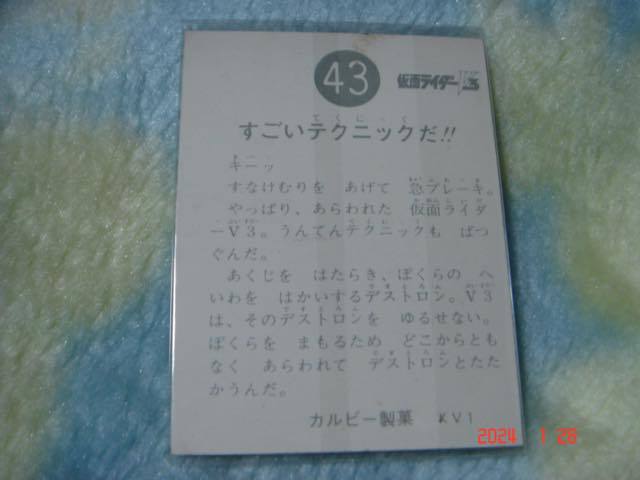 43
仮面ライダーV3
すごいテクニックだ!!
キニッ
すなけむりを あげて 急ブレーキ。
やっぱり、あらわれた 仮面ライダ
ーV3。うんてんテクニックも ばつ
ぐんだ。
あくじを はたらき、ぼくらの へ
いわを はかいするデストロン。V3
は、そのデストロンを ゆるせない。
ぼくらを まもるため どこからとも
なく あらわれて デストロンとたた
かうんだ。
カルビー製菓 KV1
2024 1 28